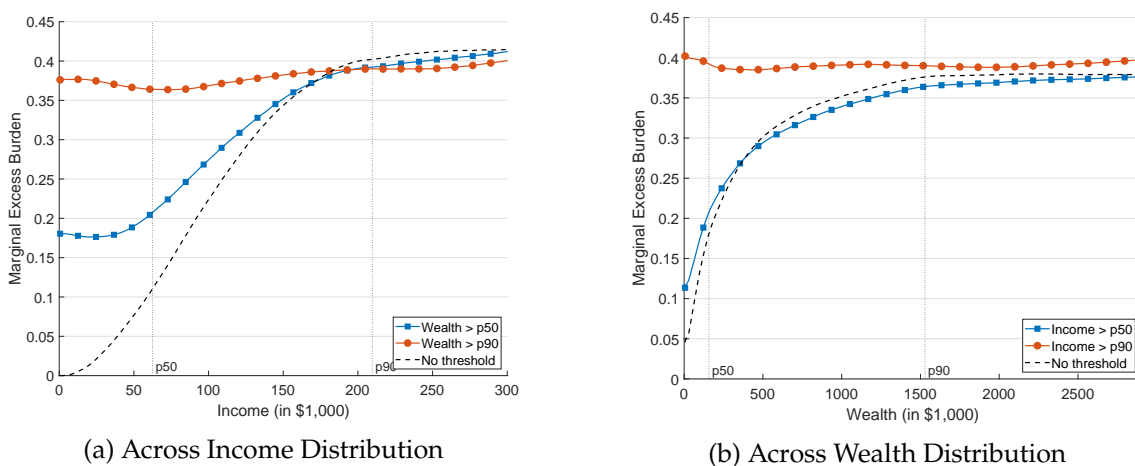 0.45
0.4
0.35
0.3
0.25
0.2
0.15
0.1
0.05
0
Marginal Excess Burden
p50
p90
Wealth > p50
Wealth > p90
No threshold
0 50 100 150 200 250 300
Income (in $1,000)
(a) Across Income Distribution
0.45
0.4
0.35
0.3
0.25
0.2
0.15
0.1
0.05
0
Marginal Excess Burden
p50
p90
Income > p50
Income > p90
No threshold
0 500 1000 1500 2000 2500
Wealth (in $1,000)
(b) Across Wealth Distribution